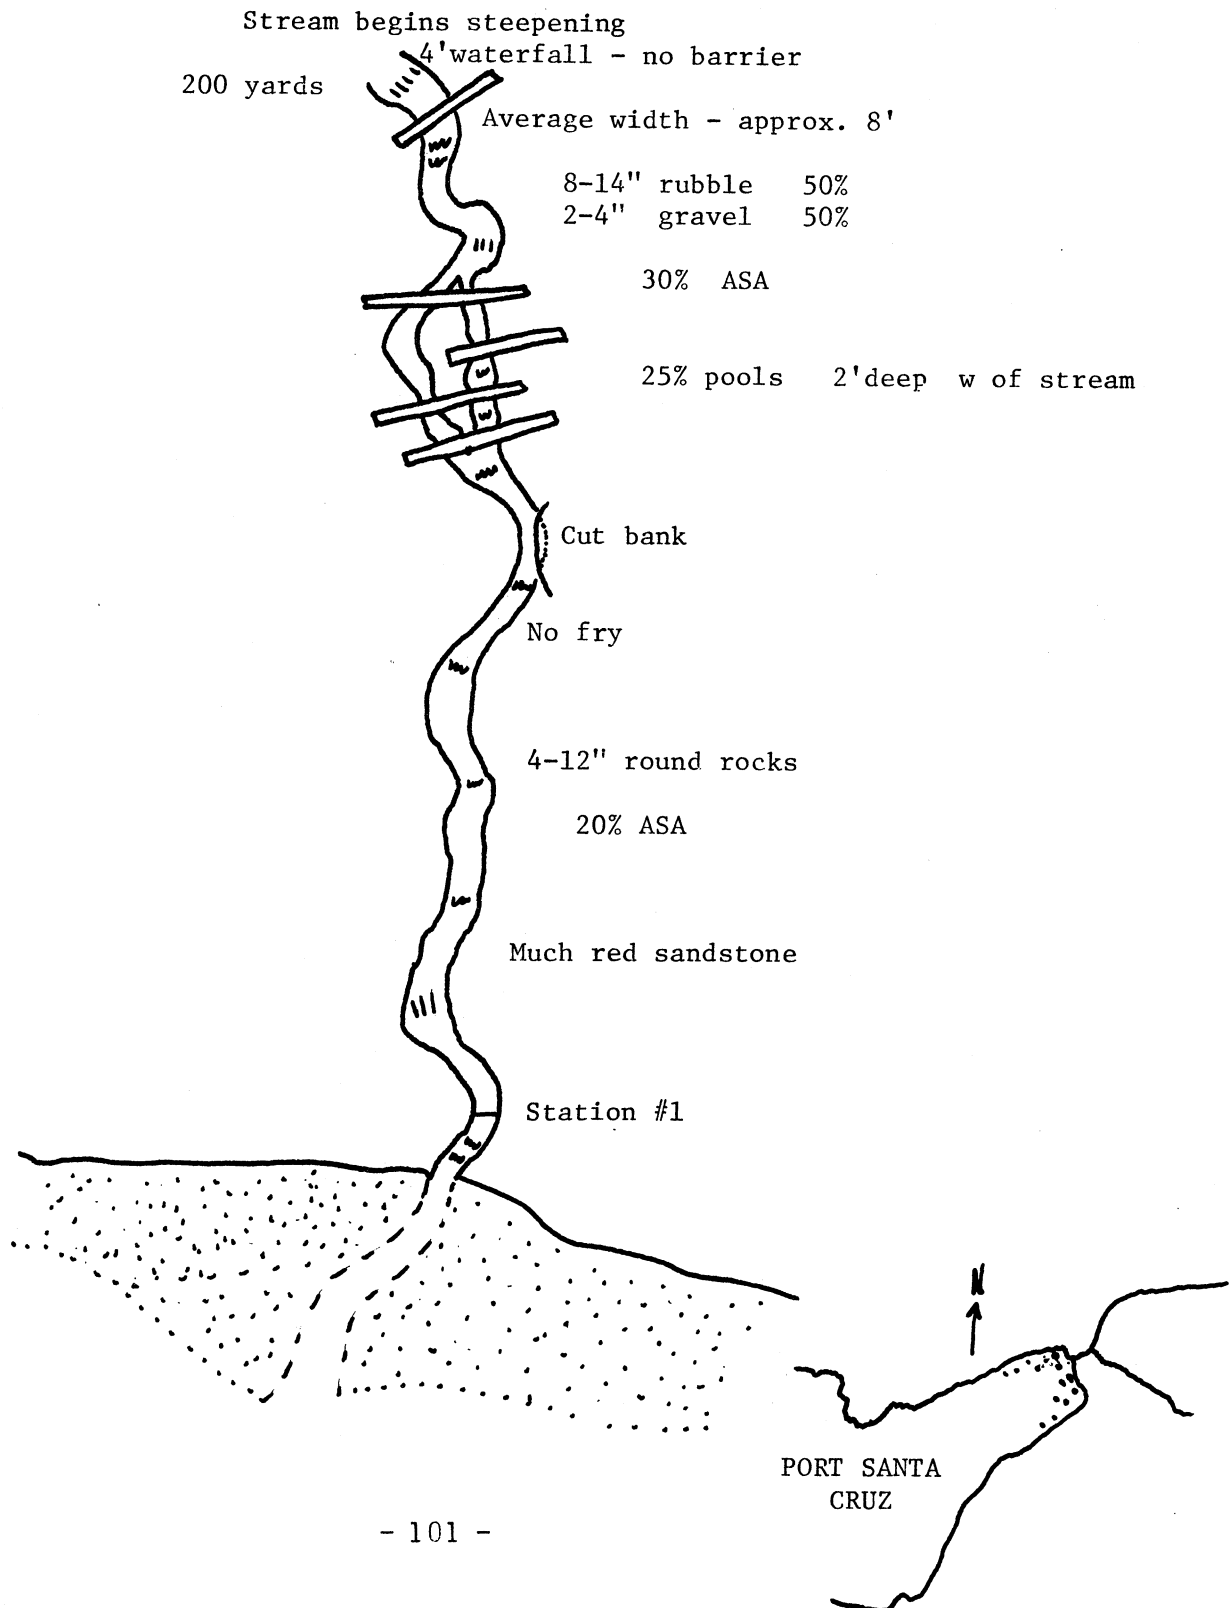 Stream begins steepening
4'waterfall - no barrier
200 yards
Average width - approx. 8'
8-14" rubble 50%
2-4" gravel 50%
30% ASA
25% pools 2'deep w of stream
Cut bank
No fry
4-12" round rocks
20% ASA
Much red sandstone
Station #1
N
PORT SANTA
CRUZ
- 101 -